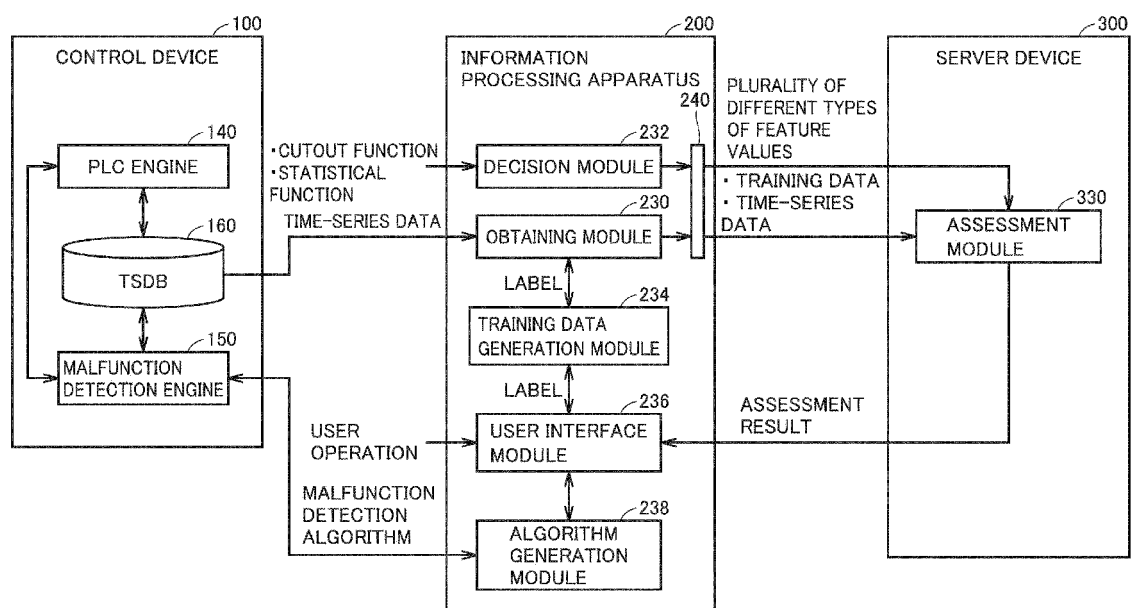 100
CONTROL DEVICE
140
PLC ENGINE
160
TSDB
150
MALFUNCTION
DETECTION ENGINE
・CUTOUT FUNCTION
・STATISTICAL
FUNCTION
TIME-SERIES DATA
USER
OPERATION
MALFUNCTION
DETECTION
ALGORITHM
200
INFORMATION
PROCESSING APPARATUS
240
232
DECISION MODULE
230
OBTAINING MODULE
LABEL
234
TRAINING DATA
GENERATION MODULE
LABEL
236
USER INTERFACE
MODULE
238
ALGORITHM
GENERATION
MODULE
PLURALITY OF
DIFFERENT TYPES
OF FEATURE
VALUES
・TRAINING DATA
・TIME-SERIES
DATA
ASSESSMENT
RESULT
300
SERVER DEVICE
330
ASSESSMENT
MODULE